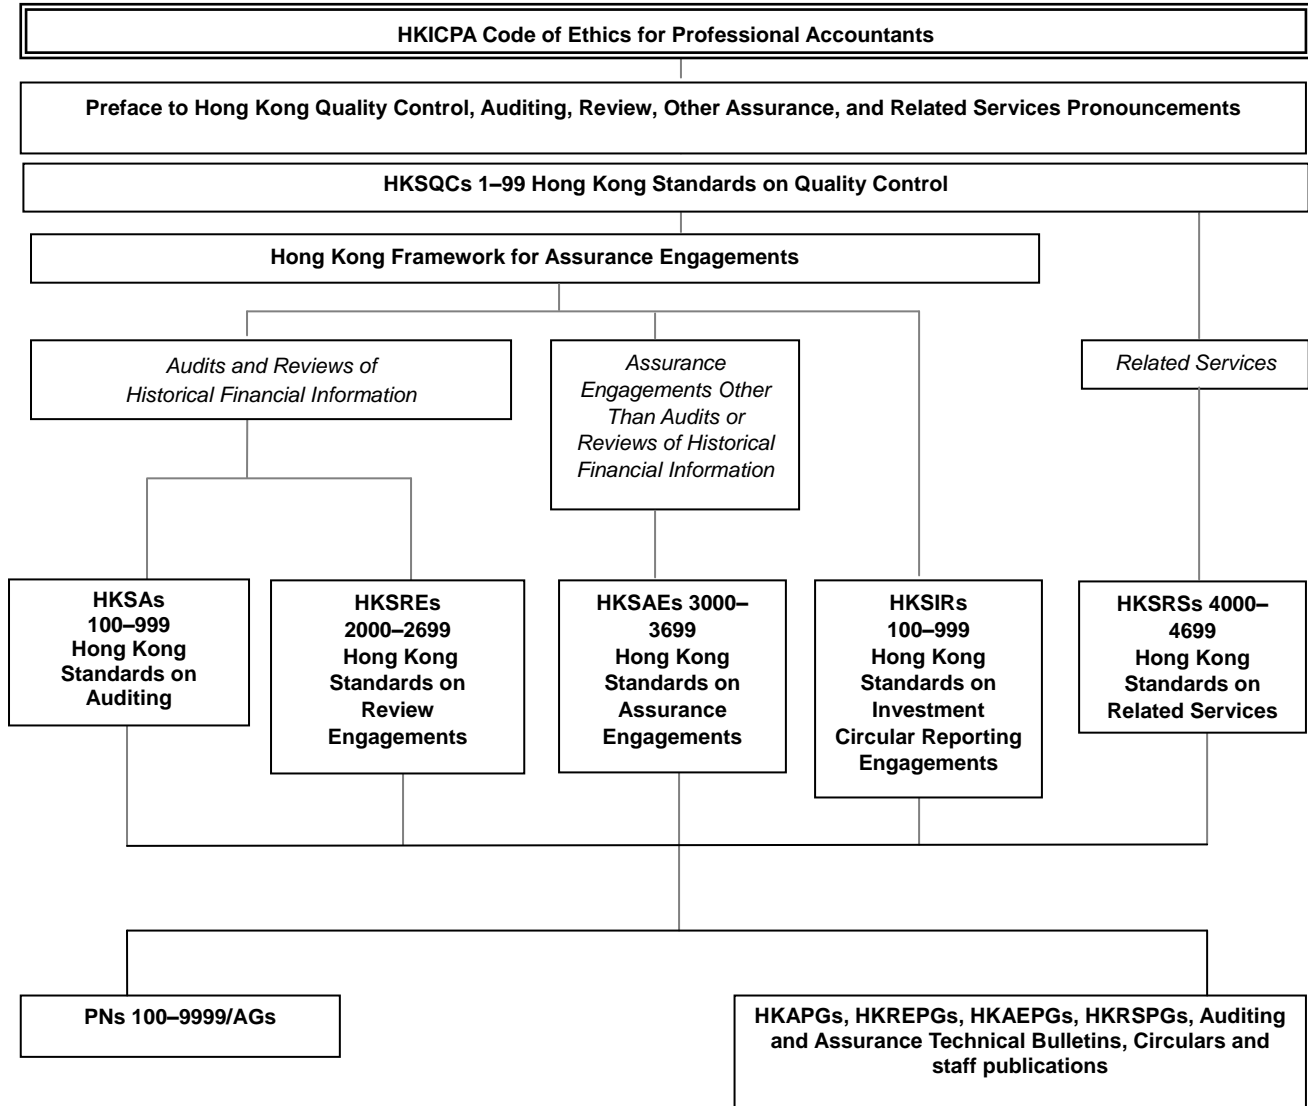 HKICPA Code of Ethics for Professional Accountants
Preface to Hong Kong Quality Control, Auditing, Review, Other Assurance, and Related Services Pronouncements
HKSQCs 1–99 Hong Kong Standards on Quality Control
Hong Kong Framework for Assurance Engagements
Audits and Reviews of
Historical Financial Information
Assurance
Engagements Other
Than Audits or
Reviews of Historical
Financial Information
Related Services
HKSAs
100–999
Hong Kong
Standards on
Auditing
HKSREs
2000–2699
Hong Kong
Standards on
Review
Engagements
HKSAEs 3000–
3699
Hong Kong
Standards on
Assurance
Engagements
HKSIRs
100–999
Hong Kong
Standards on
Investment
Circular Reporting
Engagements
HKSRSs 4000–
4699
Hong Kong
Standards on
Related Services
PNs 100–9999/AGs
HKAPGs, HKREPGs, HKAEPGs, HKRSPGs, Auditing
and Assurance Technical Bulletins, Circulars and
staff publications